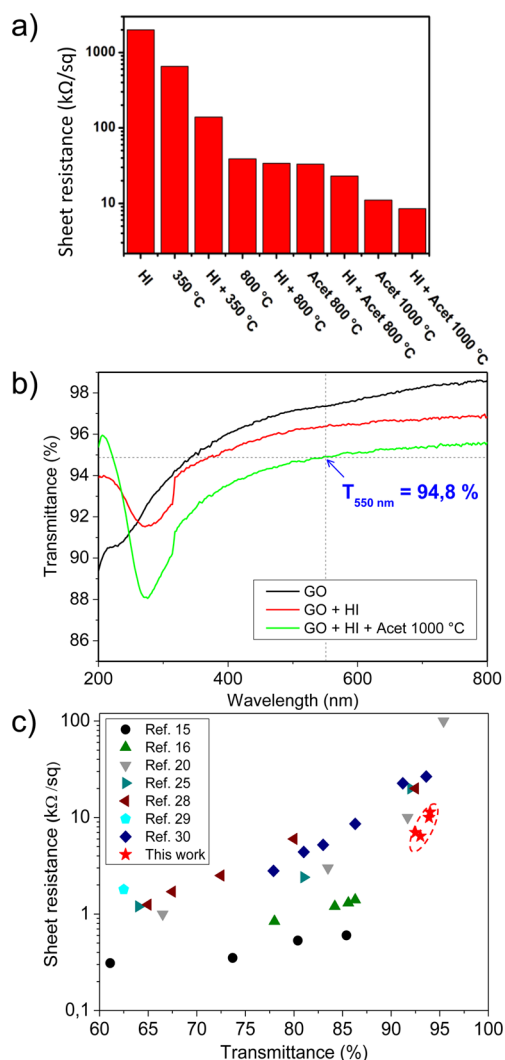 a)
Sheet resistance (kΩ/sq)
1000
100
10
HI
350 °C
HI + 350 °C
800 °C
HI + 800 °C
Acet 800 °C
HI + Acet 800 °C
Acet 1000 °C
HI + Acet 1000 °C
b)
Transmittance (%)
98
96
94
92
90
88
86
T550 nm = 94,8 %
GO
GO + HI
GO + HI + Acet 1000 °C
200
400
600
800
Wavelength (nm)
c)
Sheet resistance (kΩ /sq)
100
10
1
0,1
Ref. 15
Ref. 16
Ref. 20
Ref. 25
Ref. 28
Ref. 29
Ref. 30
This work
60
65
70
75
80
85
90
95
100
Transmittance (%)